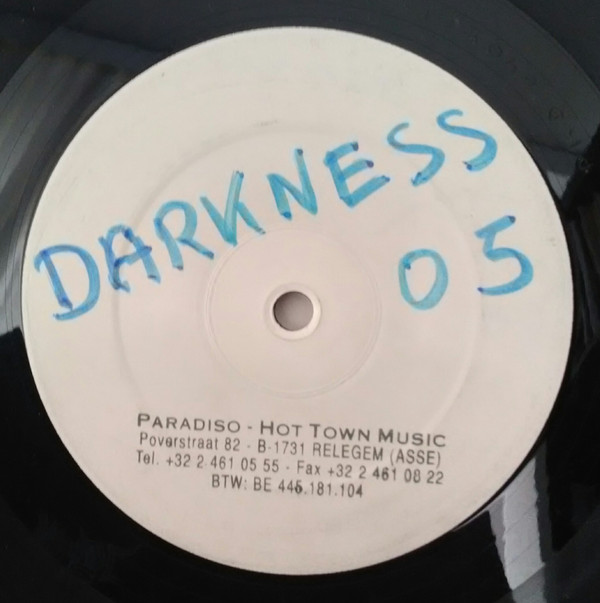 DARKNESS
05
PARADISO - HOT TOWN MUSIC
Poverstraat 82 - B-1731 RELEGEM (ASSE)
Tel. +32 2 461 05 55 - Fax +32 2 461 08 22
BTW: BE 445.181.104